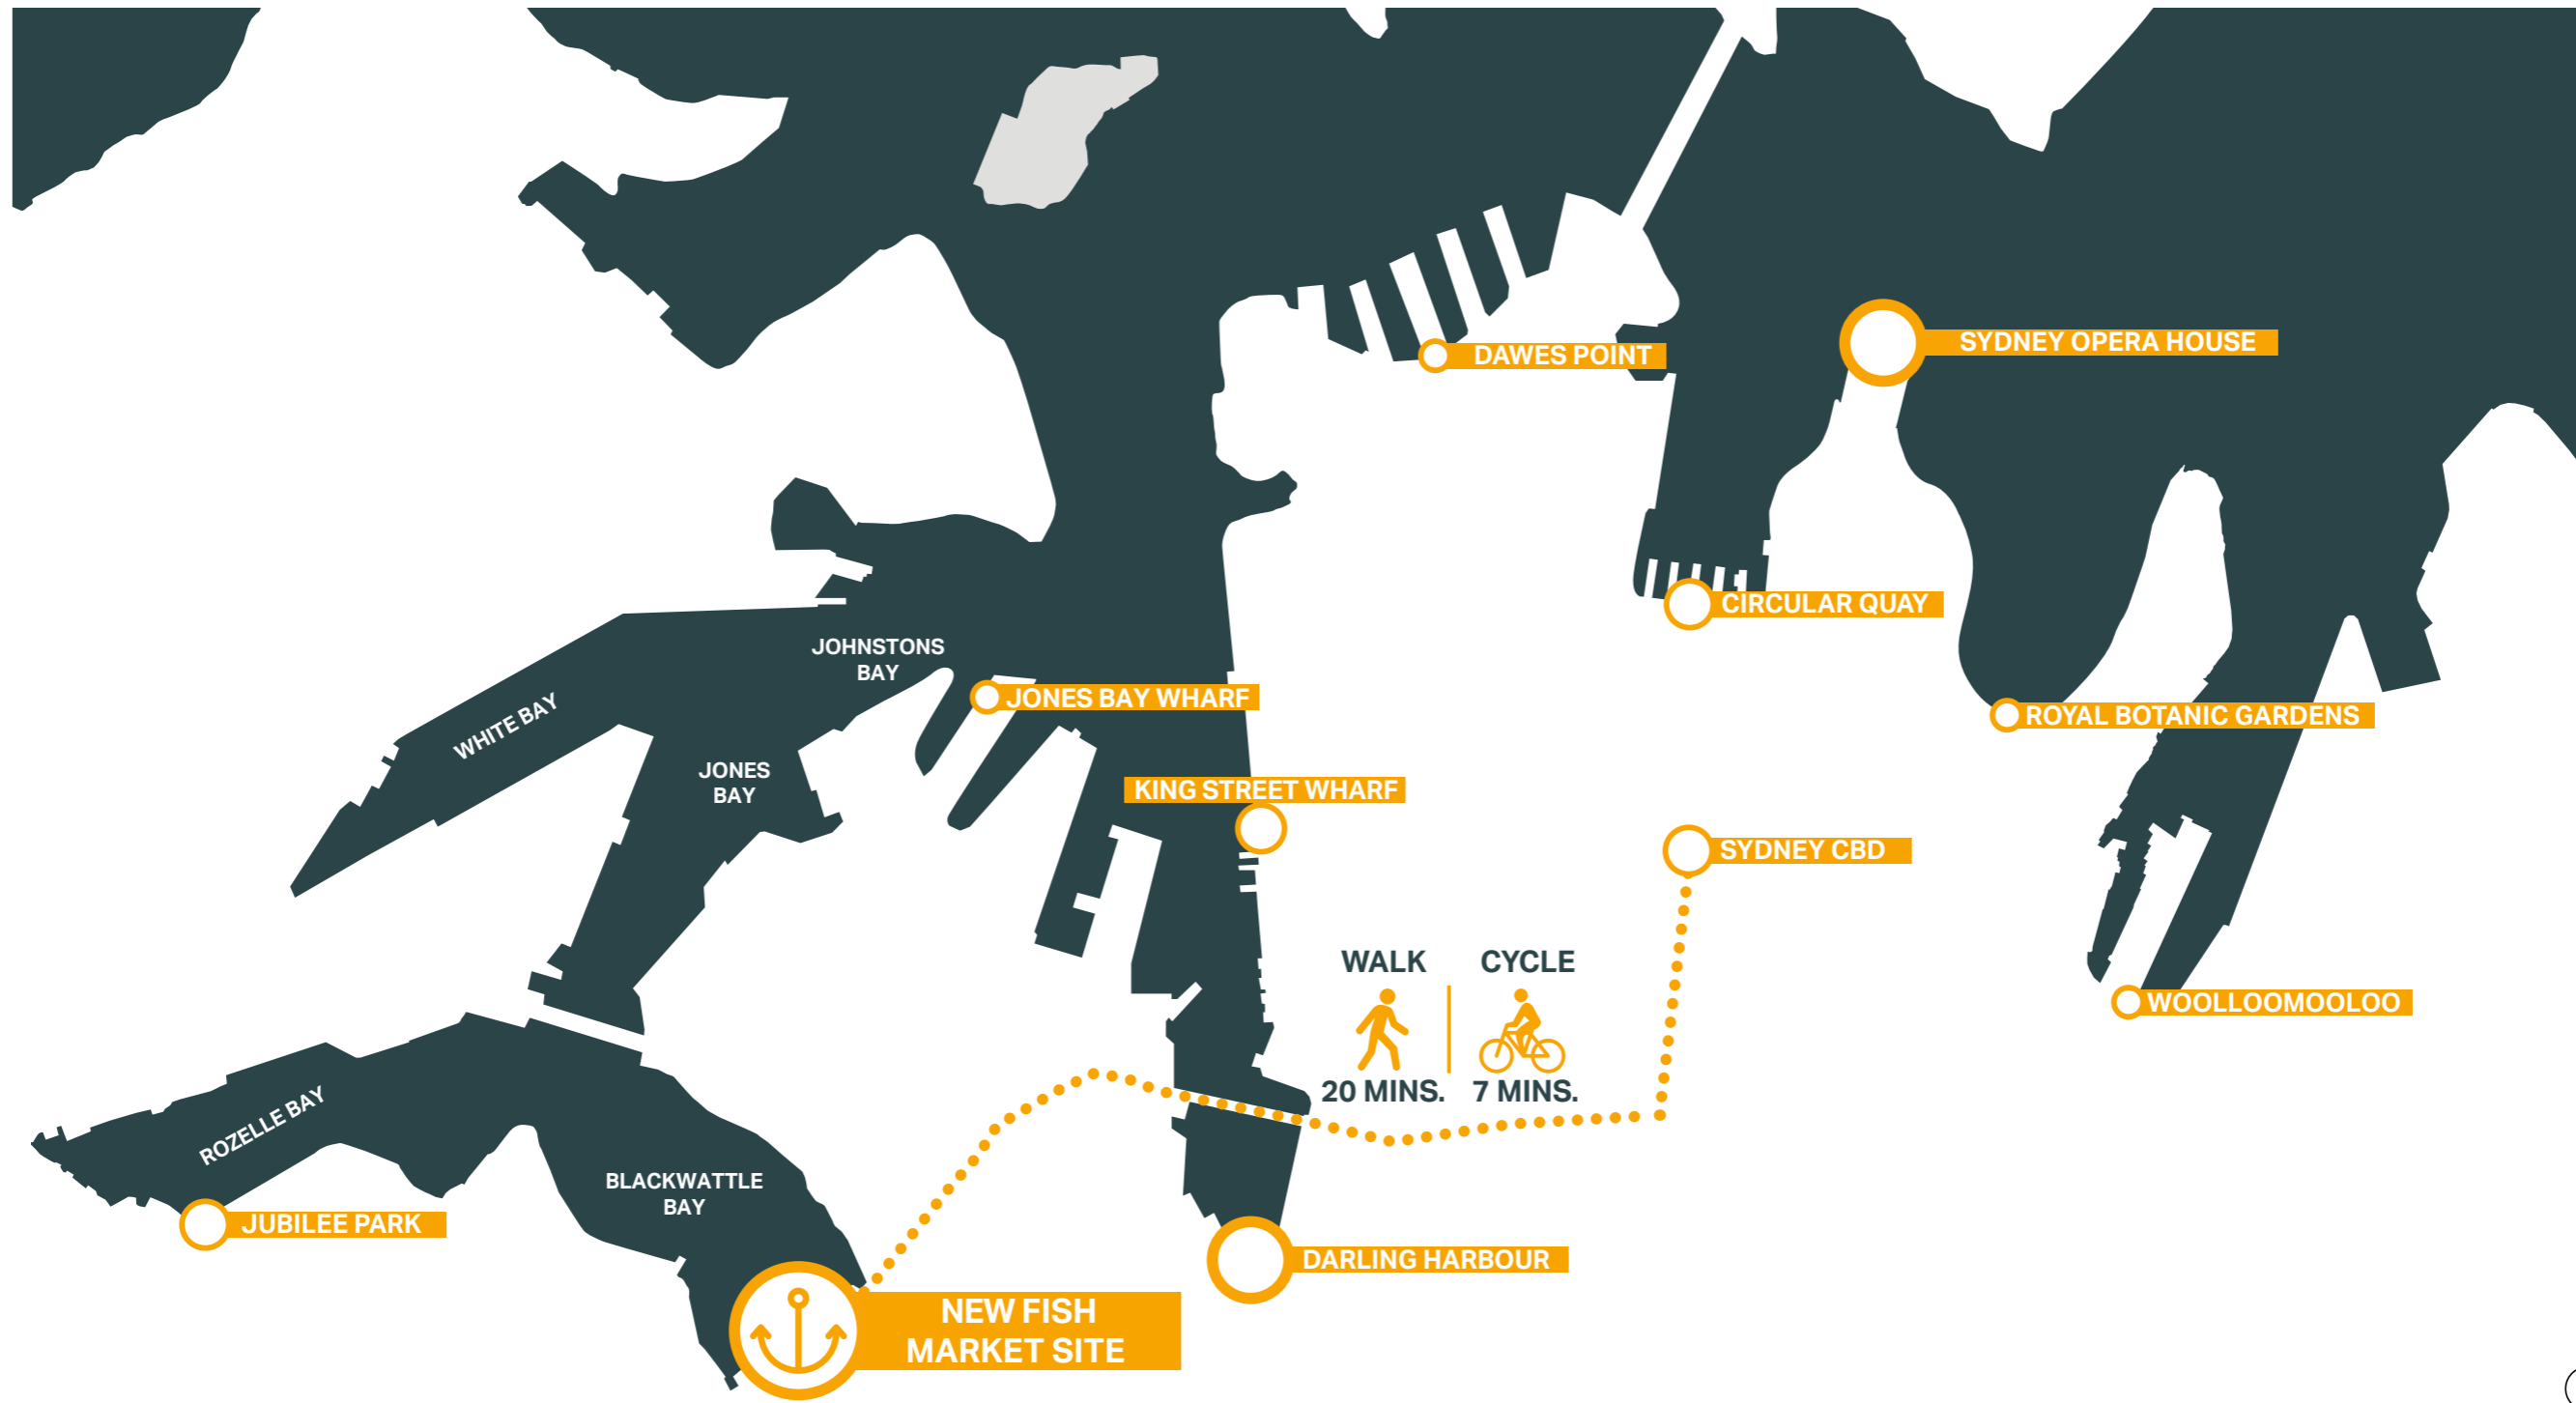 SYDNEY OPERA HOUSE
DAWES POINT
CIRCULAR QUAY
JOHNSTONS
BAY
JONES BAY WHARF
WHITE BAY
ROYAL BOTANIC GARDENS
JONES
BAY
KING STREET WHARF
SYDNEY CBD
WALK
CYCLE
20 MINS.
7 MINS.
WOOLLOOMOOLOO
ROZELLE BAY
BLACKWATTLE
BAY
JUBILEE PARK
DARLING HARBOUR
NEW FISH
MARKET SITE